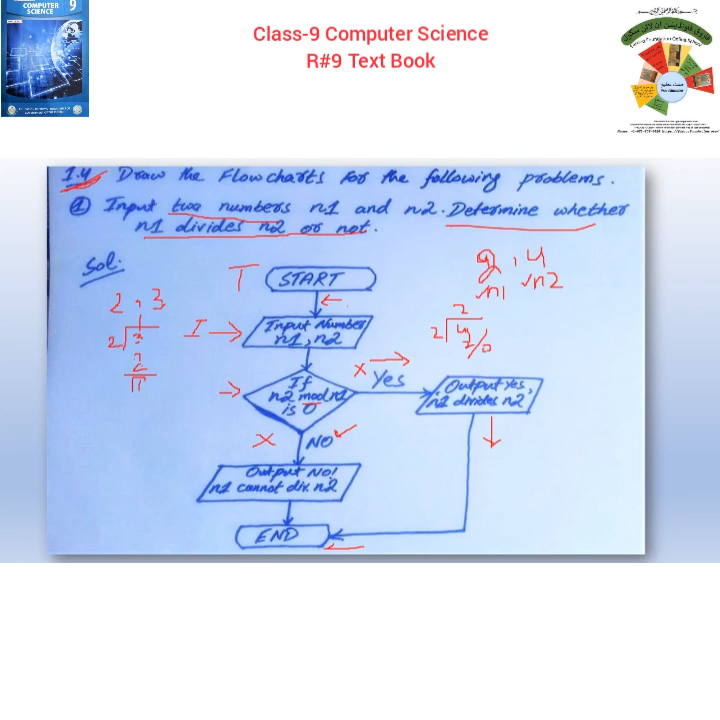 COMPUTER
SCIENCE 9
Class-9 Computer Science
R#9 Text Book
1.4 Draw the Flowcharts for the following problems.
① Input two numbers n1 and n2. Determine whether
n1 divides n2 or not.
Sol:
T
START
2, 4
n1 n2
2, 3
I
Input Number
n1, n2
If
n2 mod n1
is 0
Yes
Output Yes,
n1 divides n2
NO
Output No!
n1 cannot div. n2
END